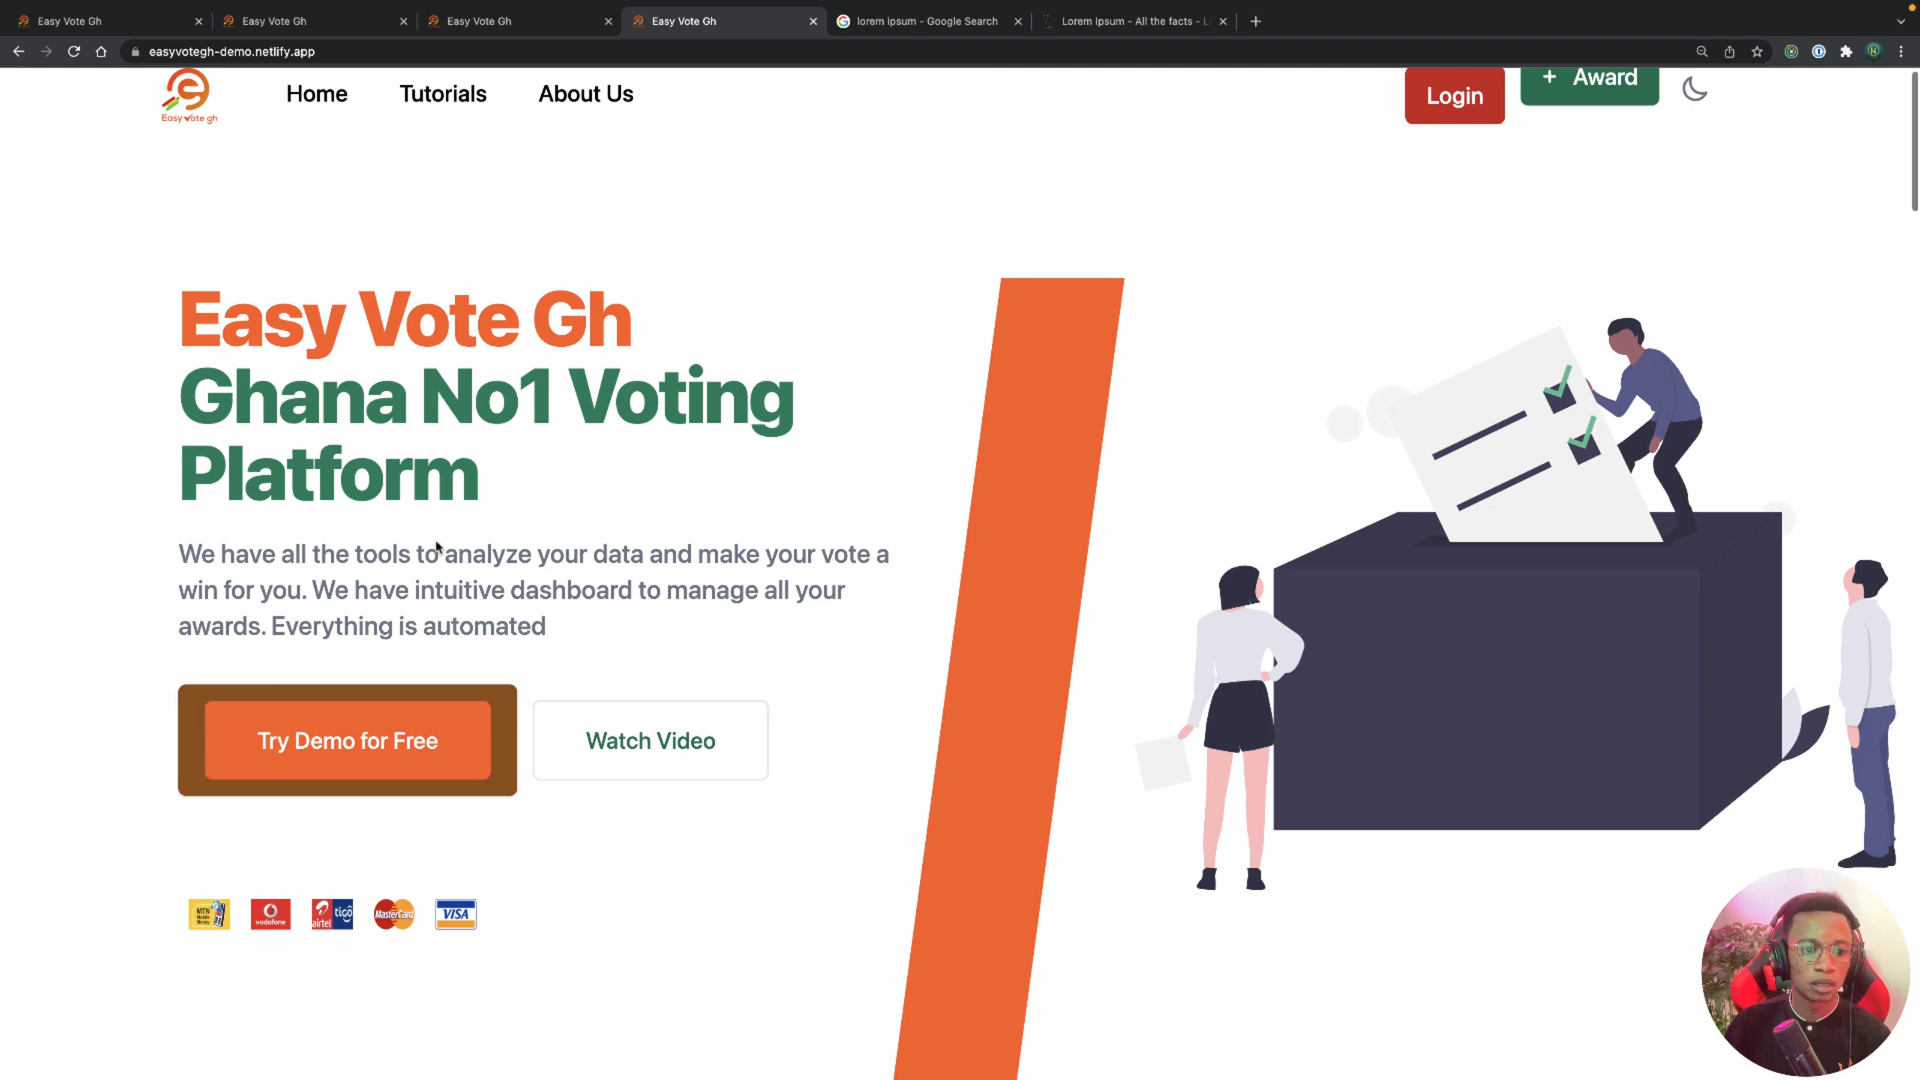 Easy Vote Gh
Easy Vote Gh
Easy Vote Gh
Easy Vote Gh
lorem ipsum - Google Search
Lorem Ipsum - All the facts - Li
easyvotegh-demo.netlify.app
Easy vote gh
Home
Tutorials
About Us
Login
+ Award
Easy Vote Gh
Ghana No1 Voting
Platform
We have all the tools to analyze your data and make your vote a
win for you. We have intuitive dashboard to manage all your
awards. Everything is automated
Try Demo for Free
Watch Video
MTN
Mobile
Money
vodafone
airtel tigo
MasterCard
VISA